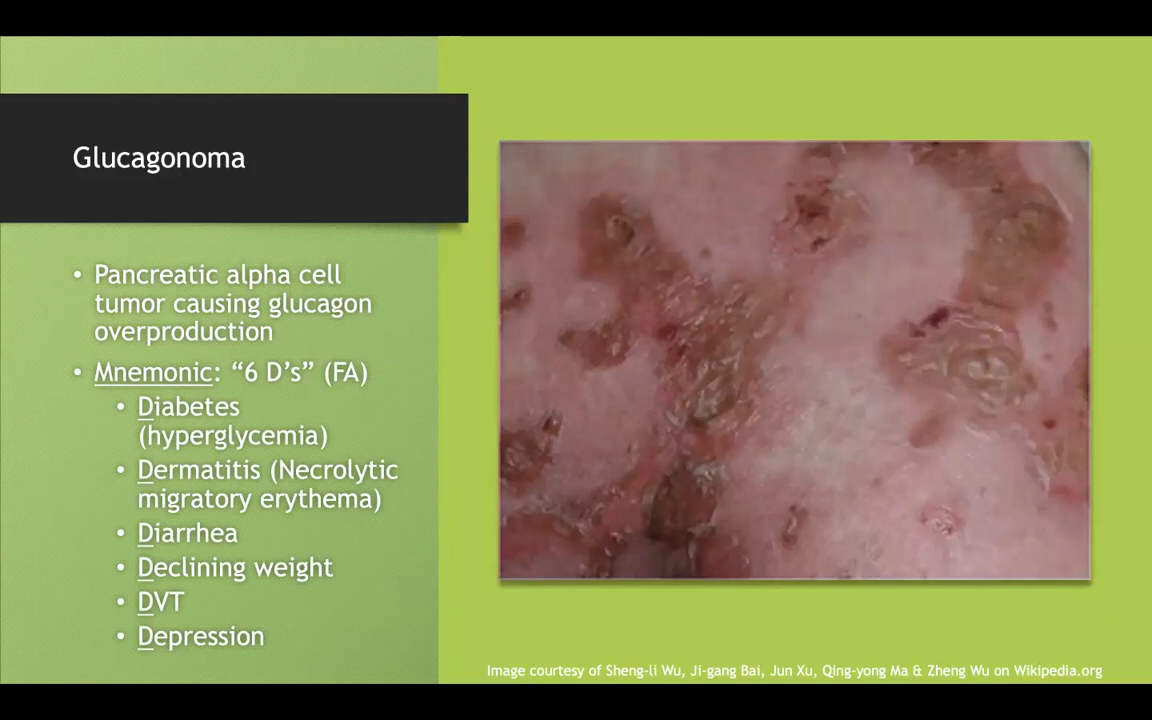 Glucagonoma
• Pancreatic alpha cell
tumor causing glucagon
overproduction
• Mnemonic: “6 D’s” (FA)
• Diabetes
(hyperglycemia)
• Dermatitis (Necrolytic
migratory erythema)
• Diarrhea
• Declining weight
• DVT
• Depression
Image courtesy of Sheng-li Wu, Ji-gang Bai, Jun Xu, Qing-yong Ma & Zheng Wu on Wikipedia.org